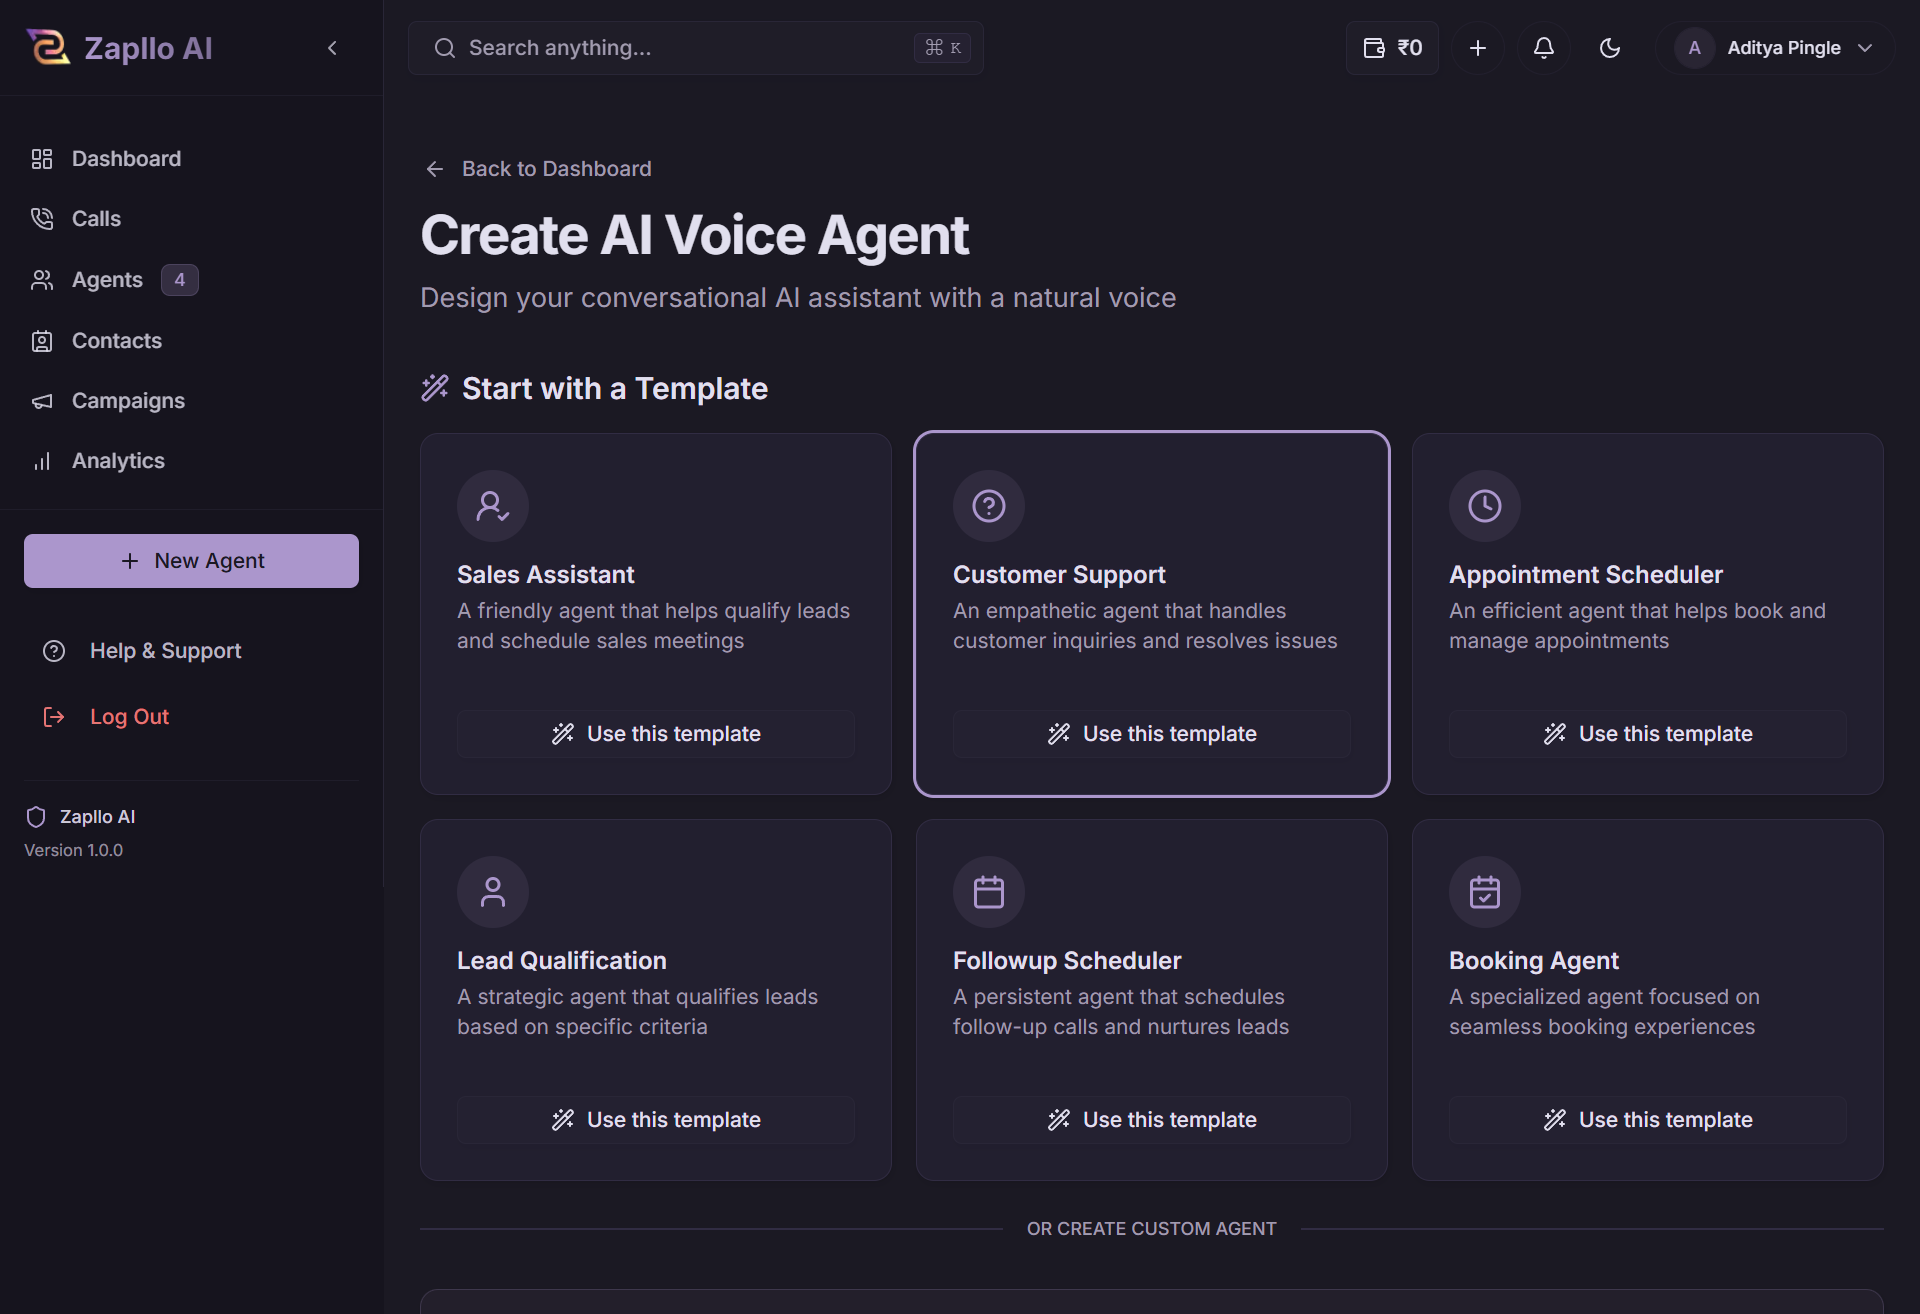 Zapllo AI
Dashboard
Calls
Agents 4
Contacts
Campaigns
Analytics
+ New Agent
Help & Support
Log Out
Zapllo AI
Version 1.0.0
Search anything...
⌘ K
₹0
A
Aditya Pingle
Back to Dashboard
Create AI Voice Agent
Design your conversational AI assistant with a natural voice
Start with a Template
Sales Assistant
A friendly agent that helps qualify leads
and schedule sales meetings
Use this template
Customer Support
An empathetic agent that handles
customer inquiries and resolves issues
Use this template
Appointment Scheduler
An efficient agent that helps book and
manage appointments
Use this template
Lead Qualification
A strategic agent that qualifies leads
based on specific criteria
Use this template
Followup Scheduler
A persistent agent that schedules
follow-up calls and nurtures leads
Use this template
Booking Agent
A specialized agent focused on
seamless booking experiences
Use this template
OR CREATE CUSTOM AGENT